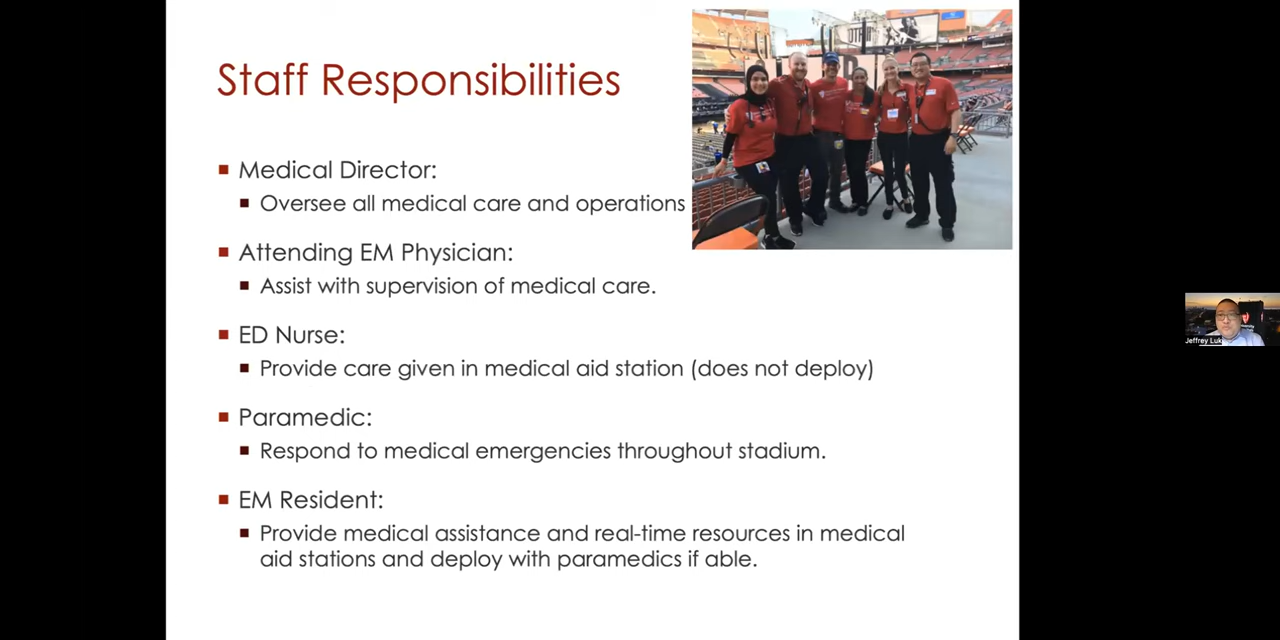 Staff Responsibilities
Medical Director:
Oversee all medical care and operations
Attending EM Physician:
Assist with supervision of medical care.
ED Nurse:
Provide care given in medical aid station (does not deploy)
Paramedic:
Respond to medical emergencies throughout stadium.
EM Resident:
Provide medical assistance and real-time resources in medical
aid stations and deploy with paramedics if able.
Jeffrey Luk